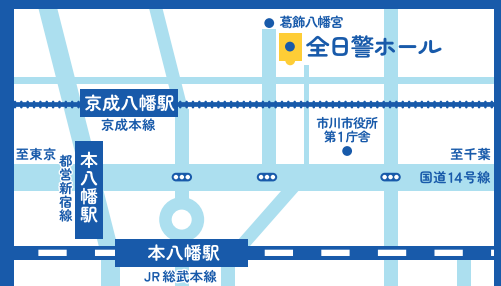 葛飾八幡宮
全日警ホール
京成八幡駅
京成本線
市川市役所
第1庁舎
至東京
至千葉
都営新宿線
本八幡駅
国道14号線
本八幡駅
JR総武本線